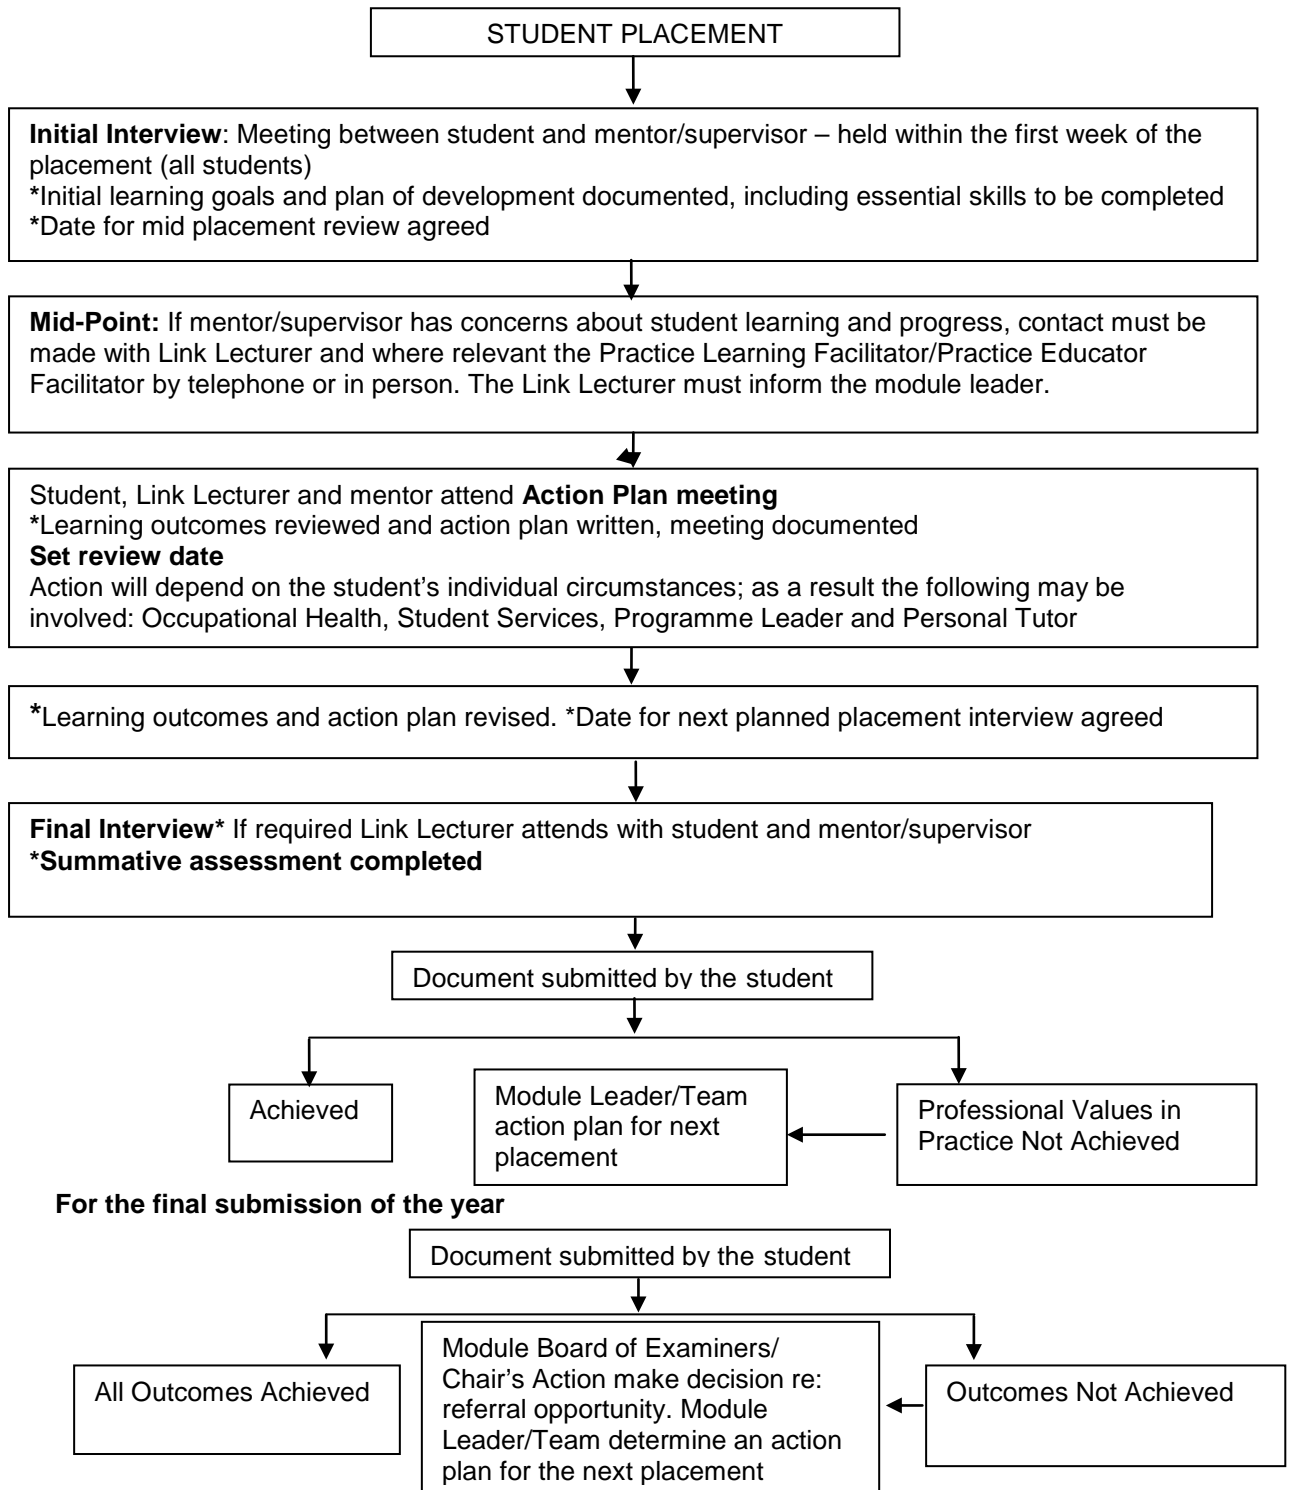 STUDENT PLACEMENT
Initial Interview: Meeting between student and mentor/supervisor – held within the first week of the
placement (all students)
*Initial learning goals and plan of development documented, including essential skills to be completed
*Date for mid placement review agreed
Mid-Point: If mentor/supervisor has concerns about student learning and progress, contact must be
made with Link Lecturer and where relevant the Practice Learning Facilitator/Practice Educator
Facilitator by telephone or in person. The Link Lecturer must inform the module leader.
Student, Link Lecturer and mentor attend Action Plan meeting
*Learning outcomes reviewed and action plan written, meeting documented
Set review date
Action will depend on the student’s individual circumstances; as a result the following may be
involved: Occupational Health, Student Services, Programme Leader and Personal Tutor
*Learning outcomes and action plan revised. *Date for next planned placement interview agreed
Final Interview* If required Link Lecturer attends with student and mentor/supervisor
*Summative assessment completed
Document submitted by the student
Achieved
Module Leader/Team
action plan for next
placement
Professional Values in
Practice Not Achieved
For the final submission of the year
Document submitted by the student
All Outcomes Achieved
Module Board of Examiners/
Chair’s Action make decision re:
referral opportunity. Module
Leader/Team determine an action
plan for the next placement
Outcomes Not Achieved